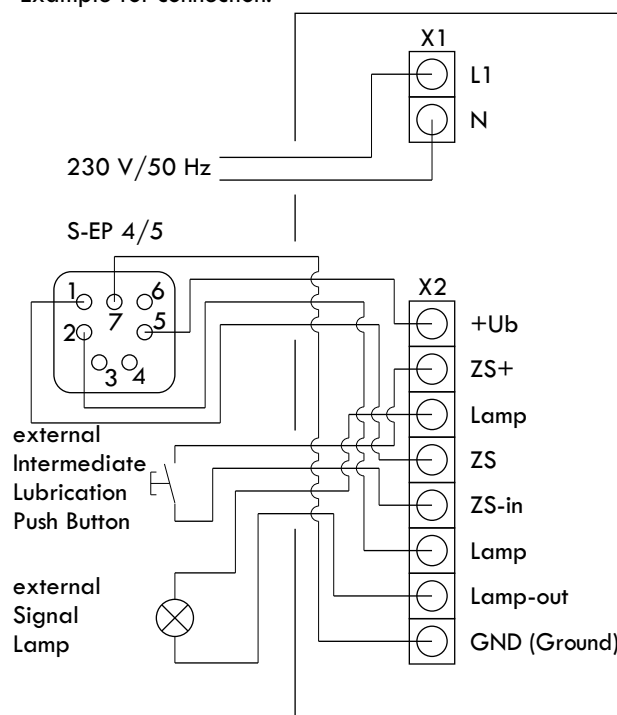 Example for connection:
X1
L1
N
230 V/50 Hz
S-EP 4/5
1
7
6
2
5
3
4
X2
+Ub
ZS+
Lamp
ZS
ZS-in
Lamp
Lamp-out
GND (Ground)
external
Intermediate
Lubrication
Push Button
external
Signal
Lamp